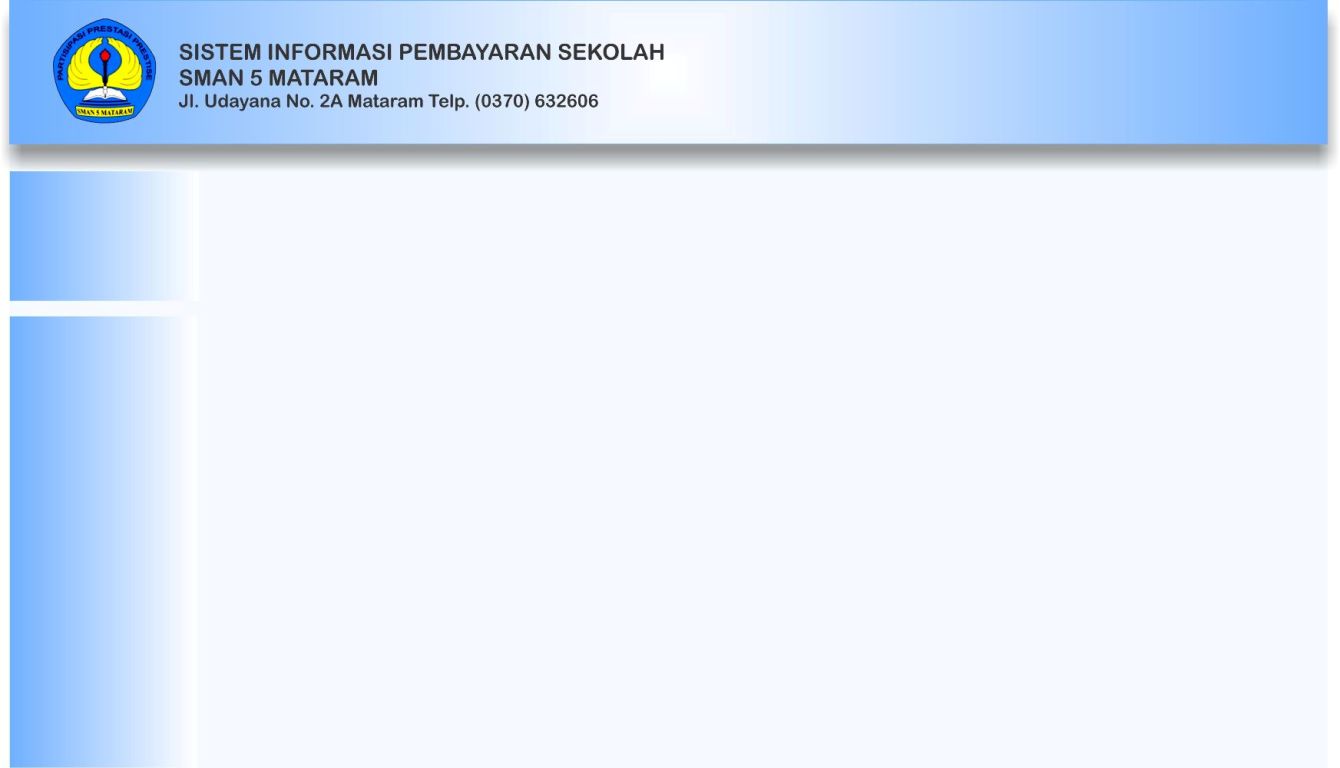 PARTISIPASI PRESTASI PRESTISE
SMAN 5 MATARAM
SISTEM INFORMASI PEMBAYARAN SEKOLAH
SMAN 5 MATARAM
Jl. Udayana No. 2A Mataram Telp. (0370) 632606